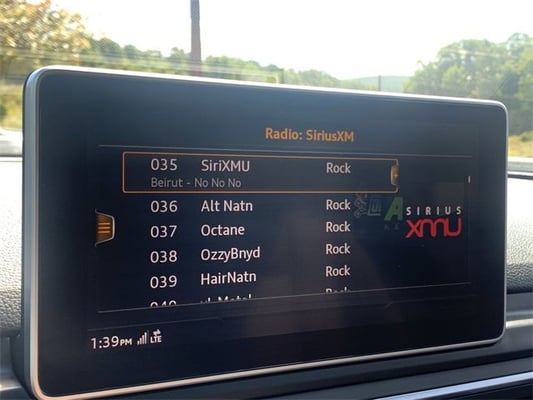 Radio: SiriusXM
035 SiriXMU Rock
Beirut - No No No
036 Alt Natn Rock
037 Octane Rock
038 OzzyBnyd Rock
039 HairNatn Rock
SIRIUS
xmu
1:39PM LTE